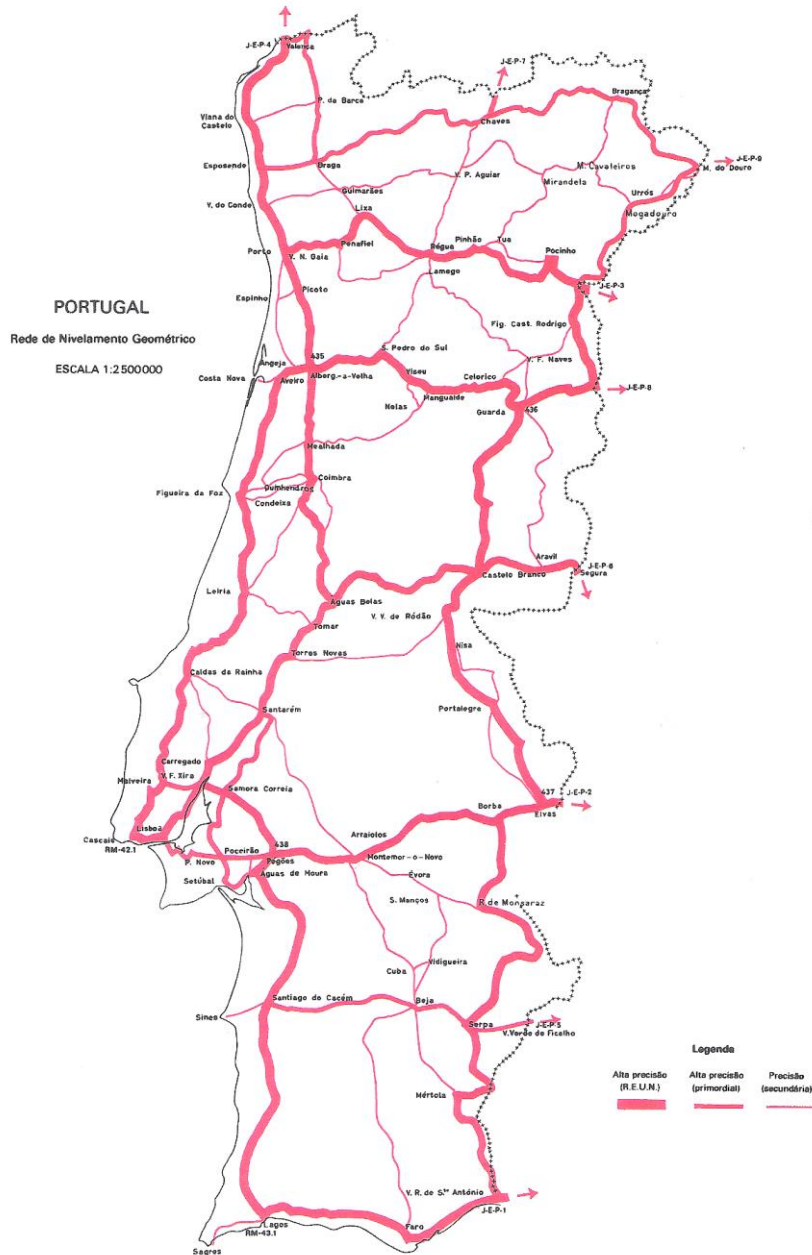 J-E-P-4
Valença
J-E-P-7
P. da Barca
Bragança
Viana do
Castelo
Chaves
Esposende
Braga
M. Cavaleiros
J-E-P-9
M. do Douro
V. P. Aguiar
Mirandela
Guimarães
Urrós
V. do Conde
Lixa
Mogadouro
Porto
V. N. Gaia
Penafiel
Régua
Pinhão
Tua
Pocinho
Lamego
J-E-P-3
Picoto
Espinho
PORTUGAL
Rede de Nivelamento Geométrico
ESCALA 1:2500000
Fig. Cast. Rodrigo
S. Pedro do Sul
435
Angeja
V. F. Naves
Costa Nova
Aveiro
Alberg.-a-Velha
Viseu
Celorico
J-E-P-8
Nelas
Mangualde
Guarda
436
Mealhada
Coimbra
Figueira da Foz
Condeixa
Aravil
J-E-P-6
Castelo Branco
Segura
Leiria
Aguas Belas
V. V. de Ródão
Tomar
Torres Novas
Nisa
Caldas da Rainha
Santarém
Portalegre
Carregado
V. F. Xira
Malveira
Samora Correia
437
J-E-P-2
Borba
Elvas
Lisboa
Cascais
RM-42.1
Arraiolos
438
Poceirão
P. Novo
Pegões
Montemor-o-Novo
Setúbal
Aguas de Moura
Évora
S. Manços
R. de Monsaraz
Cuba
Vidigueira
Santiago do Cacém
Beja
Sines
Serpa
J-E-P-5
V. Verde de Ficalho
Legenda
Alta precisão
(R.E.U.N.)
Alta precisão
(primordial)
Precisão
(secundária)
Mértola
V. R. de S.ᵗᵒ António
J-E-P-1
Lagos
RM-43.1
Faro
Sagres